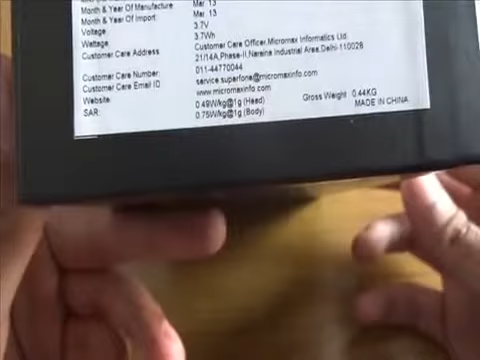 Month & Year Of Manufacture Mar 13
Month & Year Of Import Mar 13
Voltage 3.7V
Wattage 3.7Wh
Customer Care Address Customer Care Officer,Micromax Informatics Ltd.
21/14A,Phase-II,Naraina Industrial Area,Delhi-110028
Customer Care Number: 011-44770044
Customer Care Email ID service.superfone@micromaxinfo.com
Website: www.micromaxinfo.com
SAR: 0.49W/kg@1g (Head) Gross Weight 0.44KG
0.75W/kg@1g (Body) MADE IN CHINA